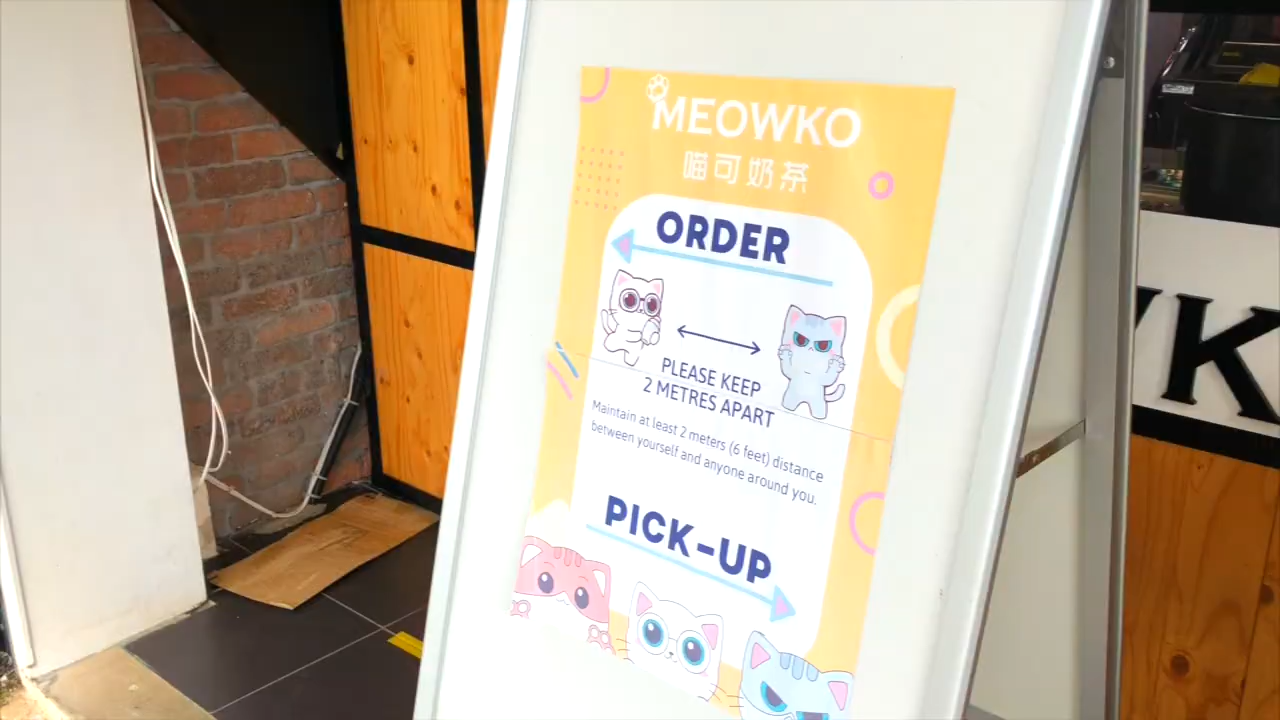 MEOWKO
喵可奶茶
ORDER
PLEASE KEEP
2 METRES APART
Maintain at least 2 meters (6 feet) distance
between yourself and anyone around you.
PICK-UP
WK